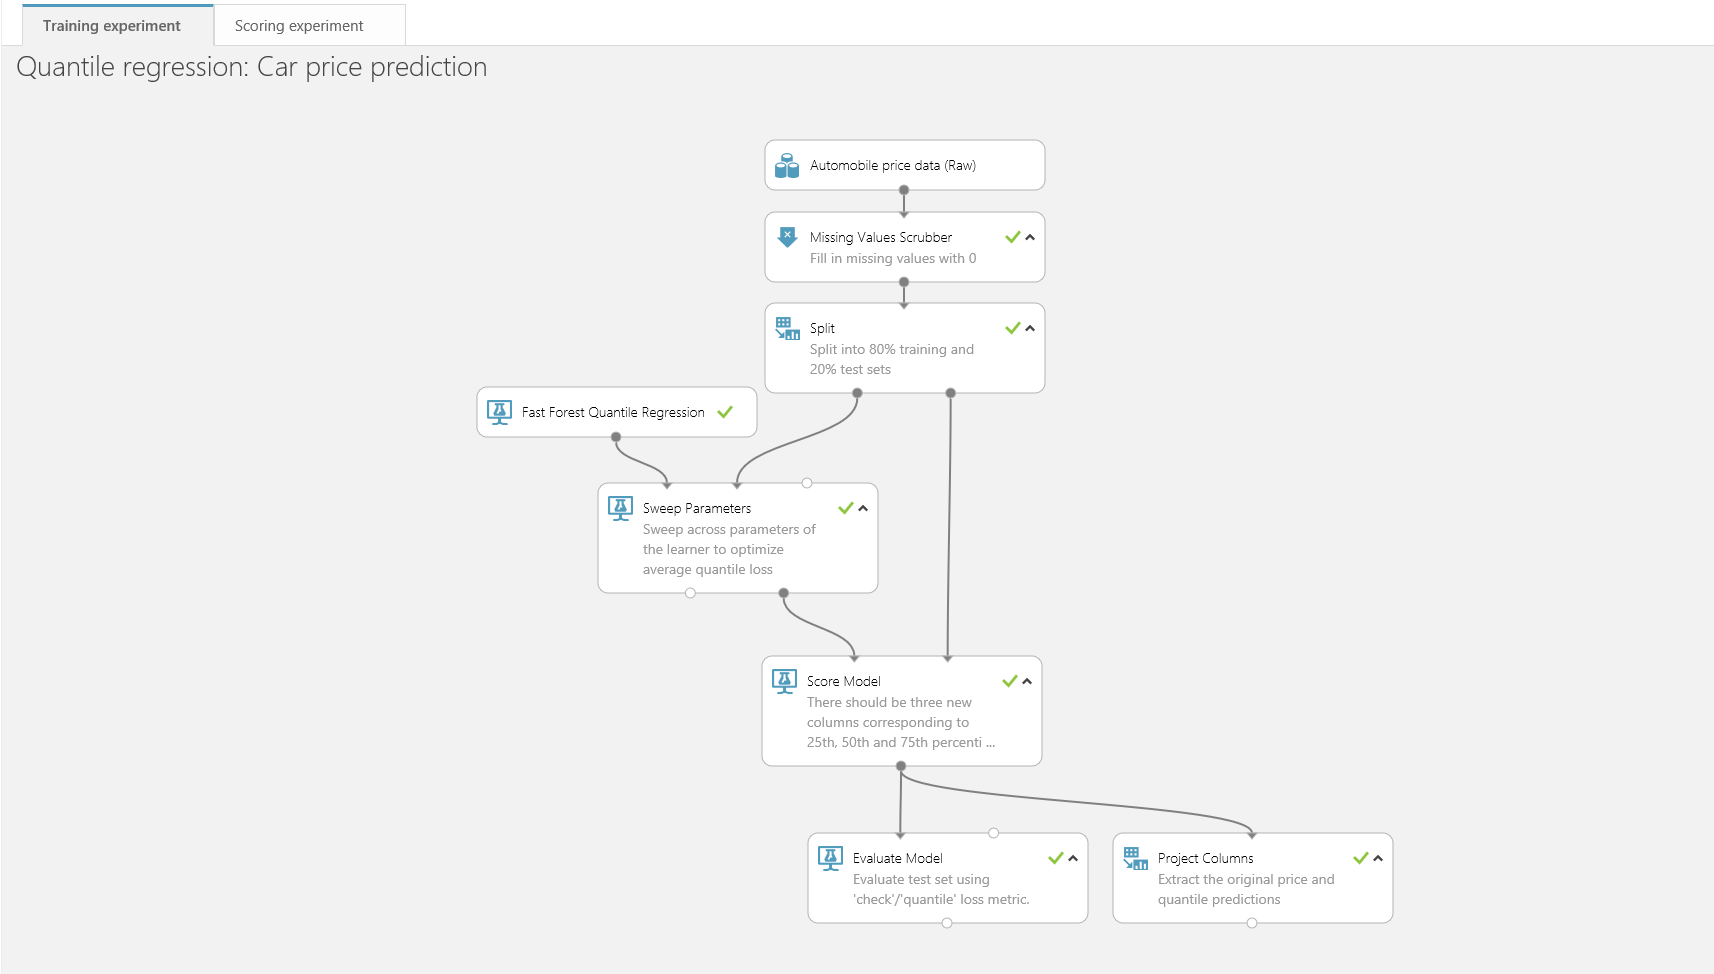 Training experiment
Scoring experiment
Quantile regression: Car price prediction
Automobile price data (Raw)
Missing Values Scrubber
Fill in missing values with 0
Split
Split into 80% training and
20% test sets
Fast Forest Quantile Regression
Sweep Parameters
Sweep across parameters of
the learner to optimize
average quantile loss
Score Model
There should be three new
columns corresponding to
25th, 50th and 75th percenti ...
Evaluate Model
Evaluate test set using
'check'/'quantile' loss metric.
Project Columns
Extract the original price and
quantile predictions